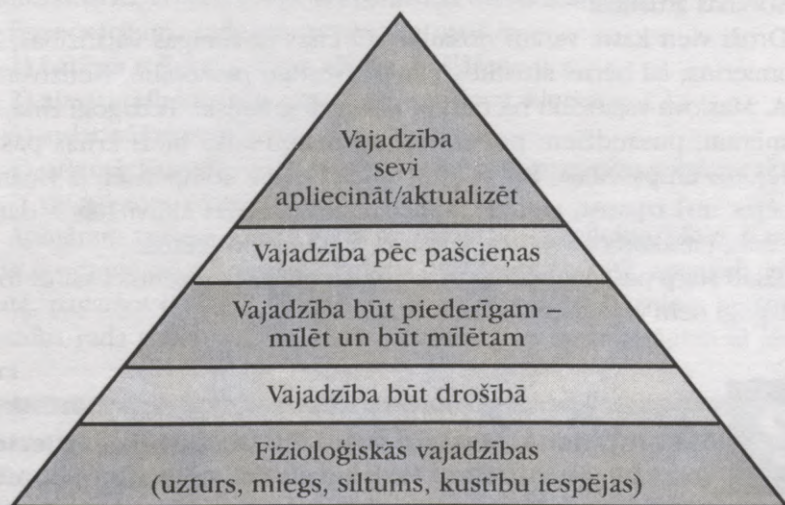 Vajadzība
sevi
apliecināt/aktualizēt
Vajadzība pēc pašcieņas
Vajadzība būt piederīgam –
mīlēt un būt mīlētam
Vajadzība būt drošībā
Fizioloģiskās vajadzības
(uzturs, miegs, siltums, kustību iespējas)